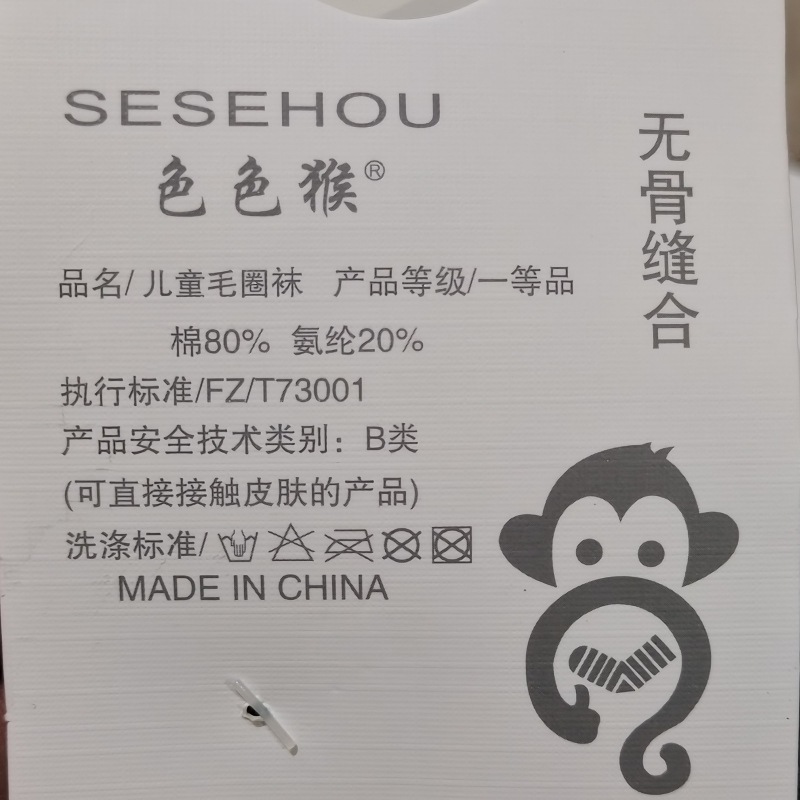 SESEHOU
色色猴®
品名/儿童毛圈袜 产品等级/一等品
棉80% 氨纶20%
执行标准/FZ/T73001
产品安全技术类别：B类
(可直接接触皮肤的产品)
洗涤标准/
MADE IN CHINA
无骨缝合